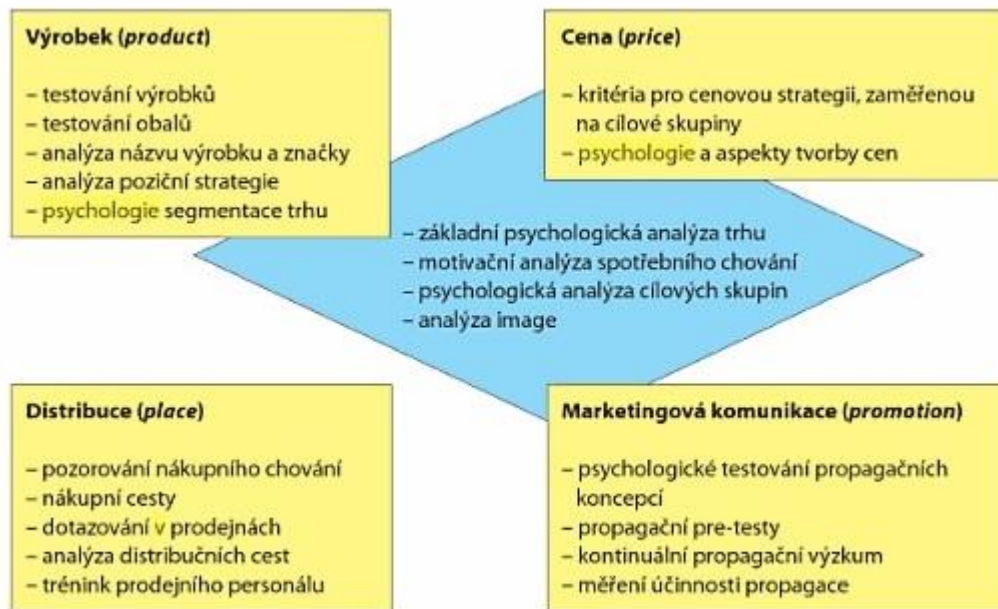 Výrobek (product)
– testování výrobků
– testování obalů
– analýza názvu výrobku a značky
– analýza poziční strategie
– psychologie segmentace trhu
Cena (price)
– kritéria pro cenovou strategii, zaměřenou
na cílové skupiny
– psychologie a aspekty tvorby cen
– základní psychologická analýza trhu
– motivační analýza spotřebního chování
– psychologická analýza cílových skupin
– analýza image
Distribuce (place)
– pozorování nákupního chování
– nákupní cesty
– dotazování v prodejnách
– analýza distribučních cest
– trénink prodejního personálu
Marketingová komunikace (promotion)
– psychologické testování propagačních
koncepcí
– propagační pre-testy
– kontinuální propagační výzkum
– měření účinnosti propagace